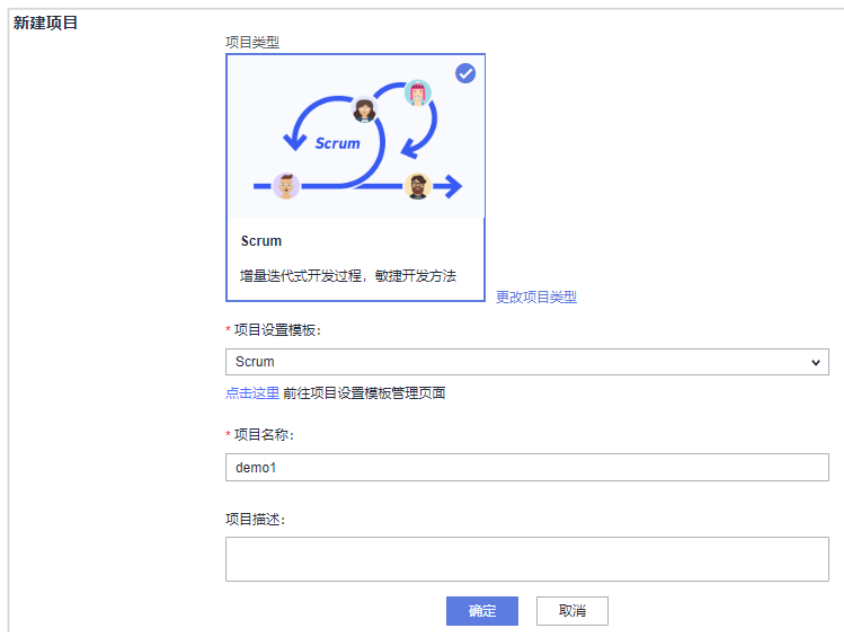 新建项目
项目类型
Scrum
Scrum
增量迭代式开发过程，敏捷开发方法
更改项目类型
* 项目设置模板：
Scrum
点击这里 前往项目设置模板管理页面
* 项目名称：
demo1
项目描述：
确定 取消